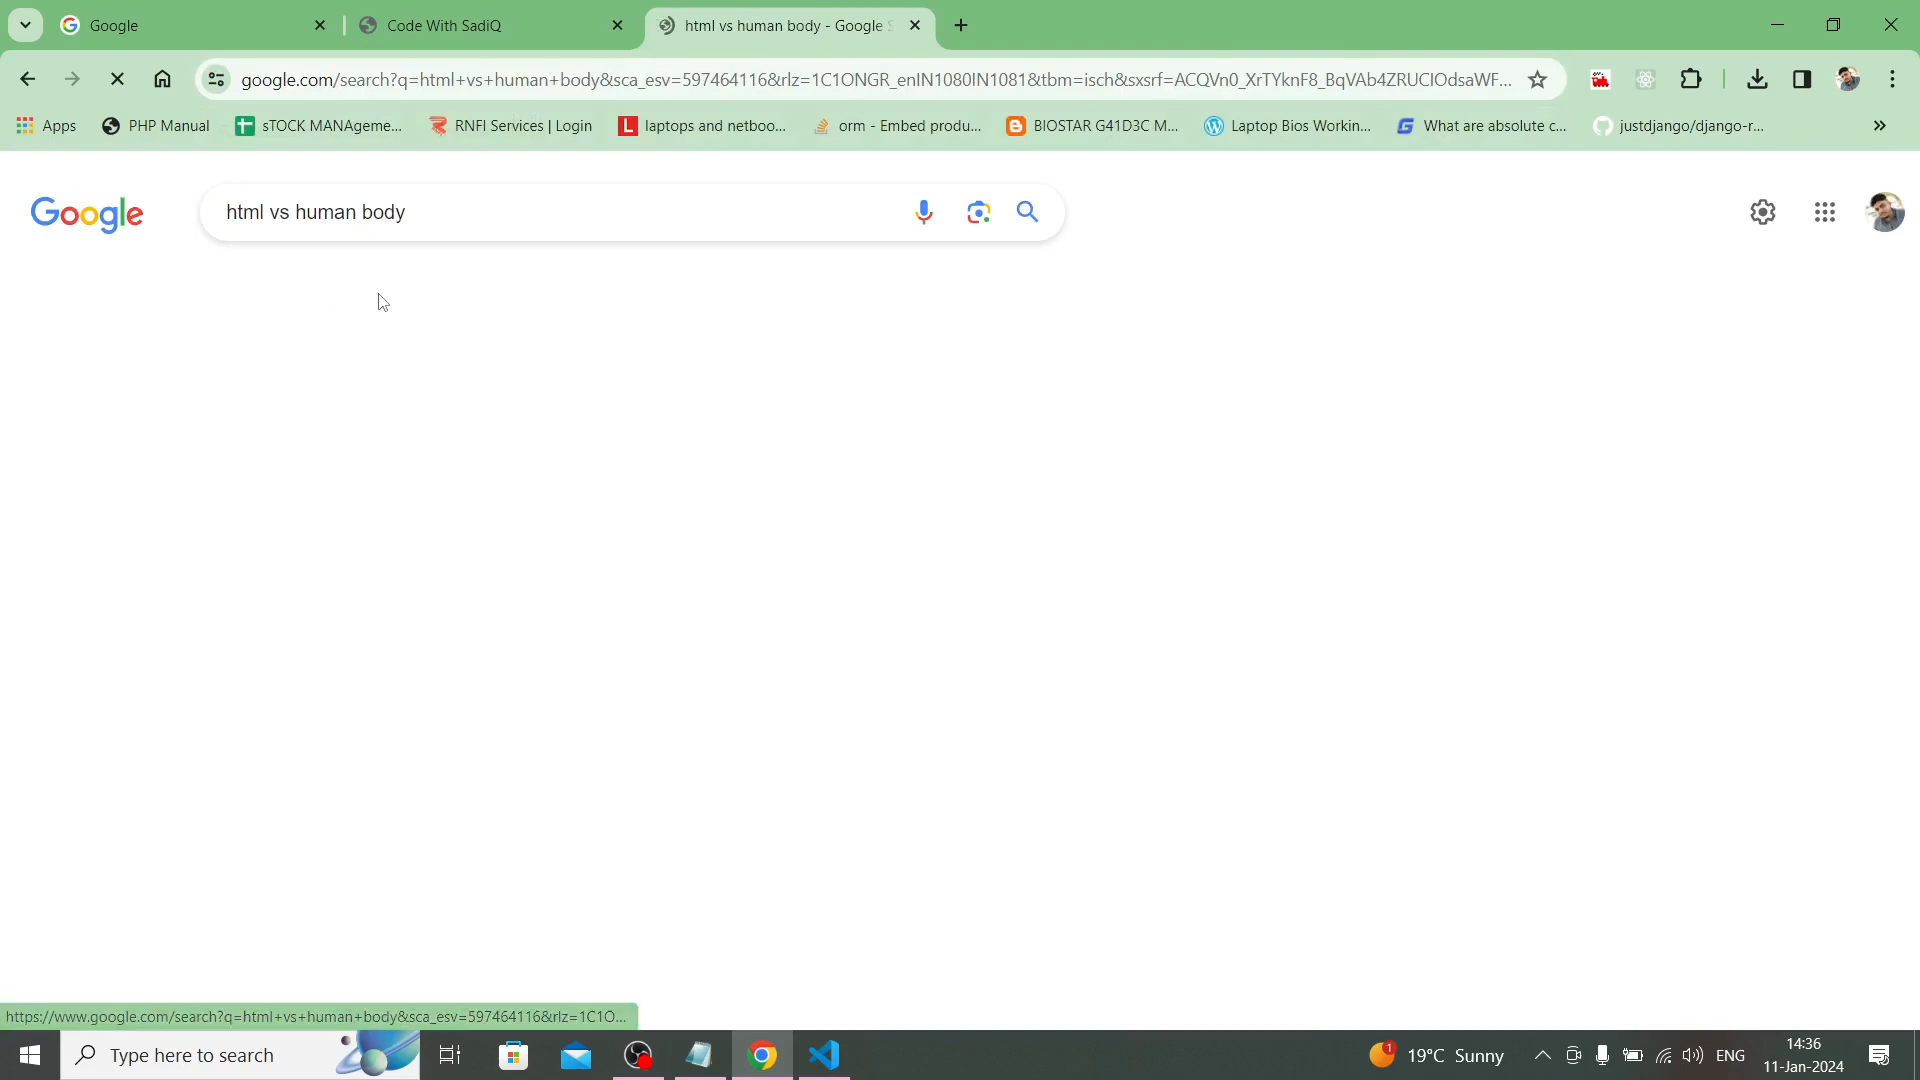 Google
Code With SadiQ
html vs human body - Google S
google.com/search?q=html+vs+human+body&sca_esv=597464116&rlz=1C1ONGR_enIN1080IN1081&tbm=isch&sxsrf=ACQVn0_XrTYknF8_BqVAb4ZRUCIOdsaWF...
Apps
PHP Manual
sTOCK MANAgeme...
RNFI Services | Login
laptops and netboo...
orm - Embed produ...
BIOSTAR G41D3C M...
Laptop Bios Workin...
What are absolute c...
justdjango/django-r...
Google
html vs human body
https://www.google.com/search?q=html+vs+human+body&sca_esv=597464116&rlz=1C1O...
Type here to search
1
19°C Sunny
ENG
14:36
11-Jan-2024